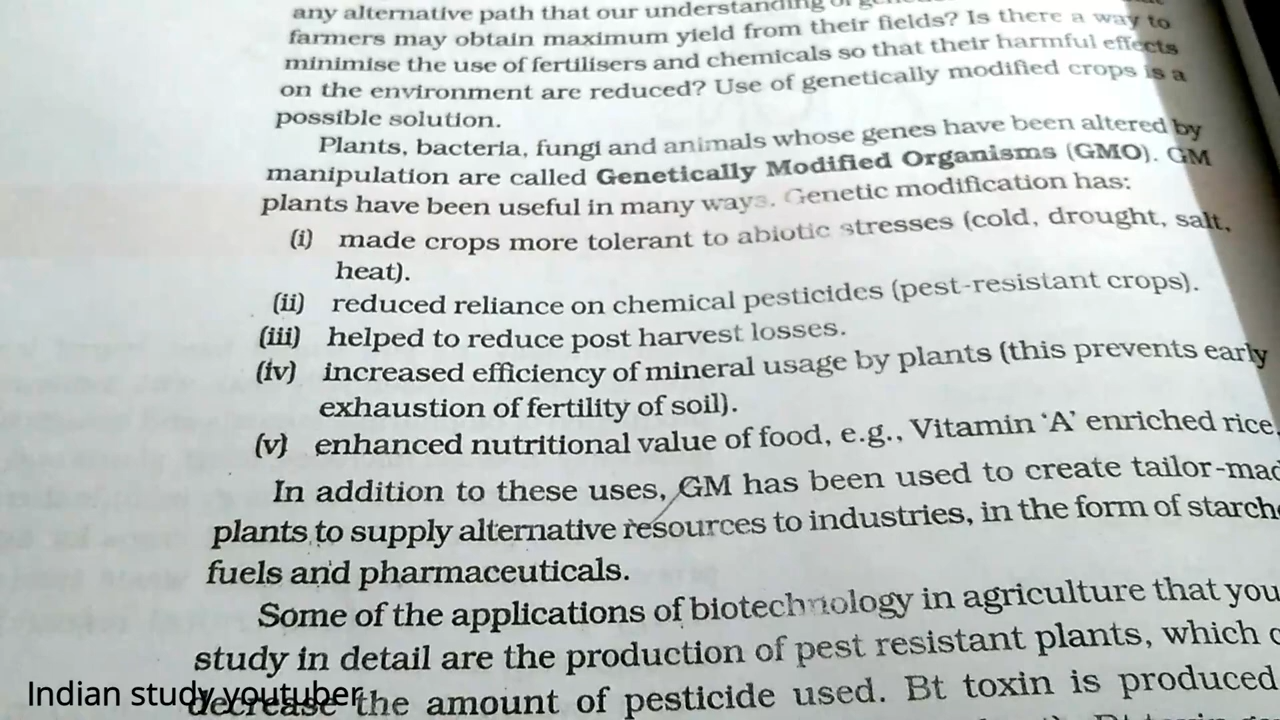 any alternative path that our understanding of
farmers may obtain maximum yield from their fields? Is there a way to
minimise the use of fertilisers and chemicals so that their harmful effects
on the environment are reduced? Use of genetically modified crops is a
possible solution.
Plants, bacteria, fungi and animals whose genes have been altered by
manipulation are called Genetically Modified Organisms (GMO). GM
plants have been useful in many ways. Genetic modification has:
(i) made crops more tolerant to abiotic stresses (cold, drought, salt,
heat).
(ii) reduced reliance on chemical pesticides (pest-resistant crops).
(iii) helped to reduce post harvest losses.
(iv) increased efficiency of mineral usage by plants (this prevents early
exhaustion of fertility of soil).
(v) enhanced nutritional value of food, e.g., Vitamin ‘A’ enriched rice.
In addition to these uses, GM has been used to create
plants to supply alternative resources to industries, in the form of
fuels and pharmaceuticals.
Some of the applications of biotechnology in agriculture that you
study in detail are the production of pest resistant plants, which
decrease the amount of pesticide used. Bt toxin is produced
Indian study youtuber